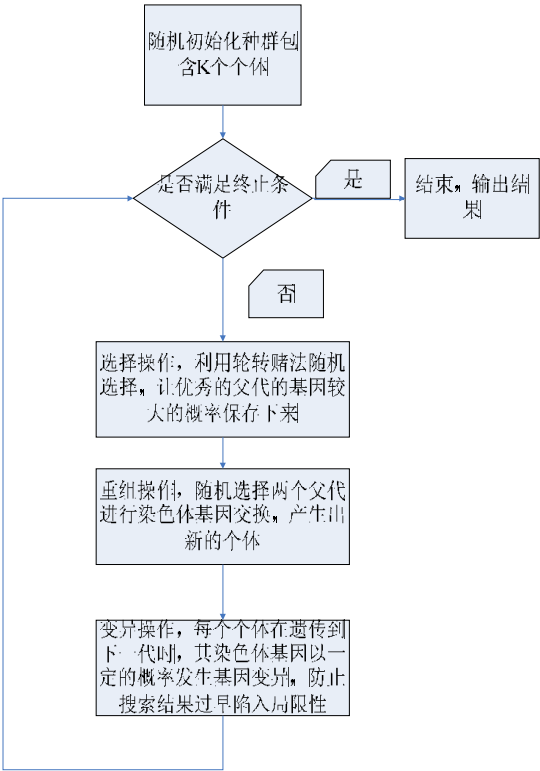 随机初始化种群包
含K个个体
是否满足终止条
件
是
结束，输出结
果
否
选择操作，利用轮转赌法随机
选择，让优秀的父代的基因较
大的概率保存下来
重组操作，随机选择两个父代
进行染色体基因交换，产生出
新的个体
变异操作，每个个体在遗传到
下一代时，其染色体基因以一
定的概率发生基因变异，防止
搜索结果过早陷入局限性